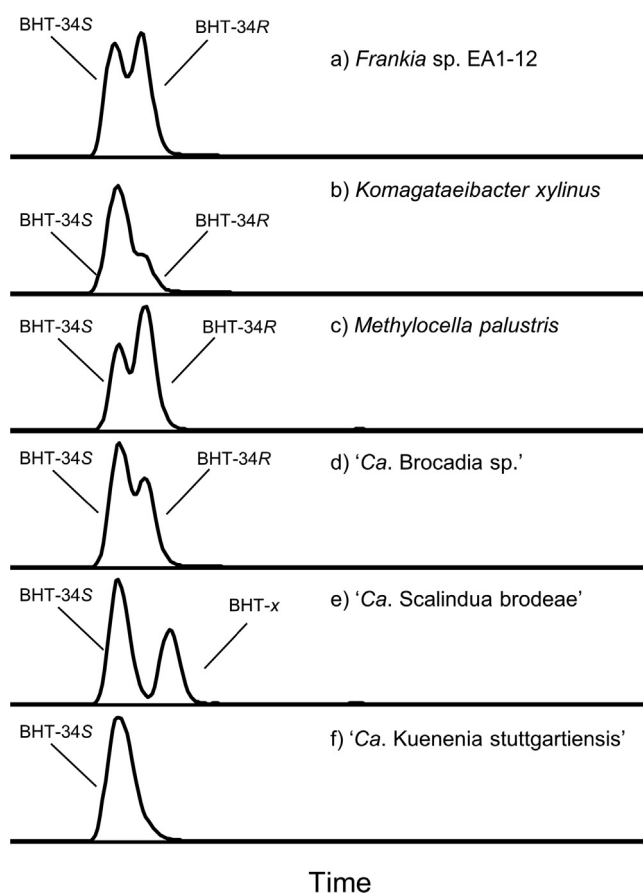 BHT-34S BHT-34R a) Frankia sp. EA1-12
BHT-34S BHT-34R b) Komagataeibacter xylinus
BHT-34S BHT-34R c) Methylocella palustris
BHT-34S BHT-34R d) ‘Ca. Brocadia sp.’
BHT-34S BHT-x e) ‘Ca. Scalindua brodeae’
BHT-34S f) ‘Ca. Kuenenia stuttgartiensis’
Time